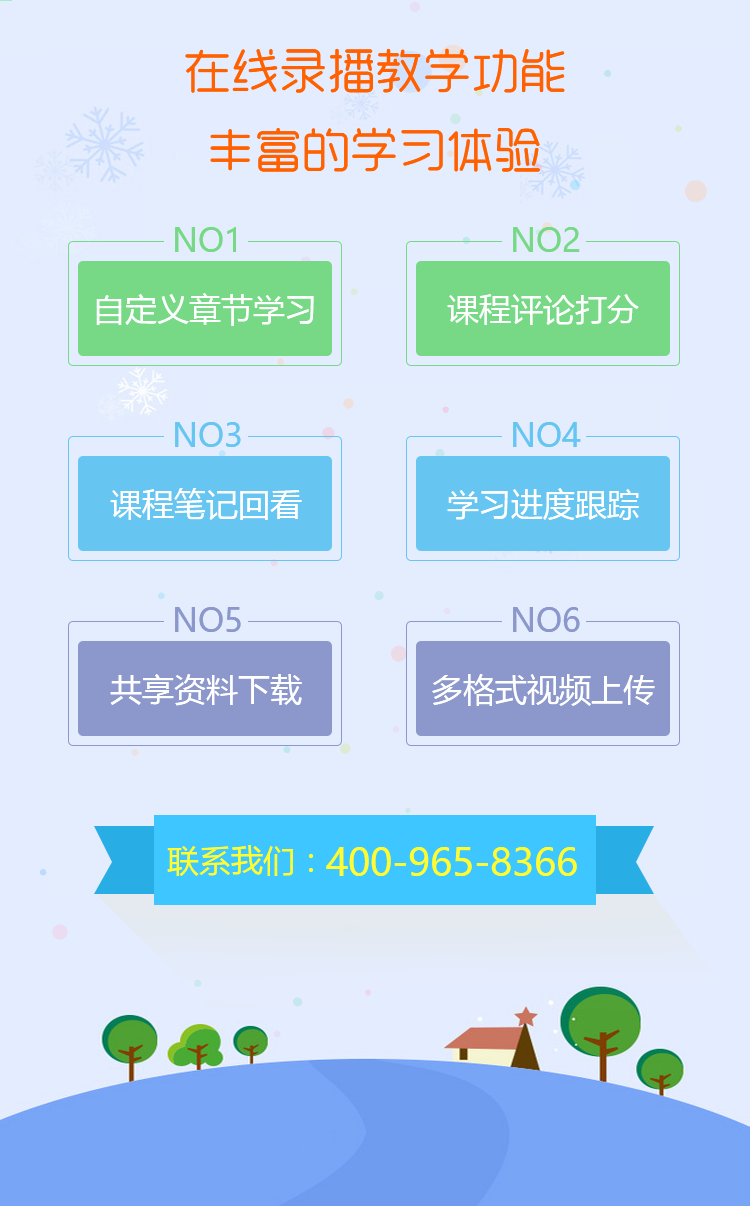 在线录播教学功能
丰富的学习体验
NO1
自定义章节学习
NO2
课程评论打分
NO3
课程笔记回看
NO4
学习进度跟踪
NO5
共享资料下载
NO6
多格式视频上传
联系我们：400-965-8366